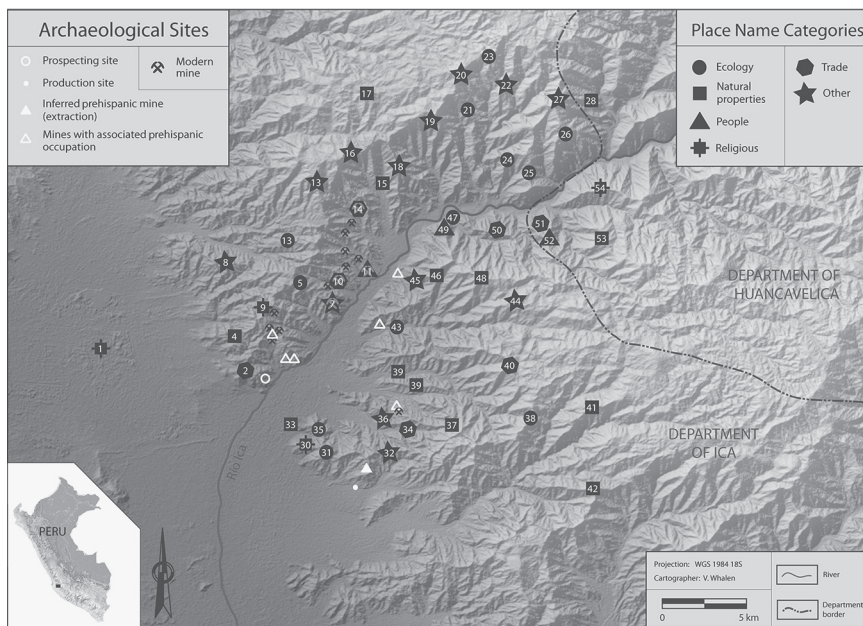 Archaeological Sites
Prospecting site
Modern
mine
Production site
Inferred prehispanic mine
(extraction)
Mines with associated prehispanic
occupation
Place Name Categories
Ecology
Trade
Natural
properties
Other
People
Religious
23
20
22
17
27
28
21
19
26
16
24
18
25
13
15
54
14
47
51
49
50
13
52
53
8
11
DEPARTMENT OF
HUANCAVELICA
5
10
45
46
48
7
44
9
43
4
1
40
2
39
39
41
36
38
33
35
34
37
DEPARTMENT
OF ICA
30
31
32
Río Ica
42
PERU
Projection: WGS 1984 18S
Cartographer: V. Whalen
River
0
5 km
Department
border